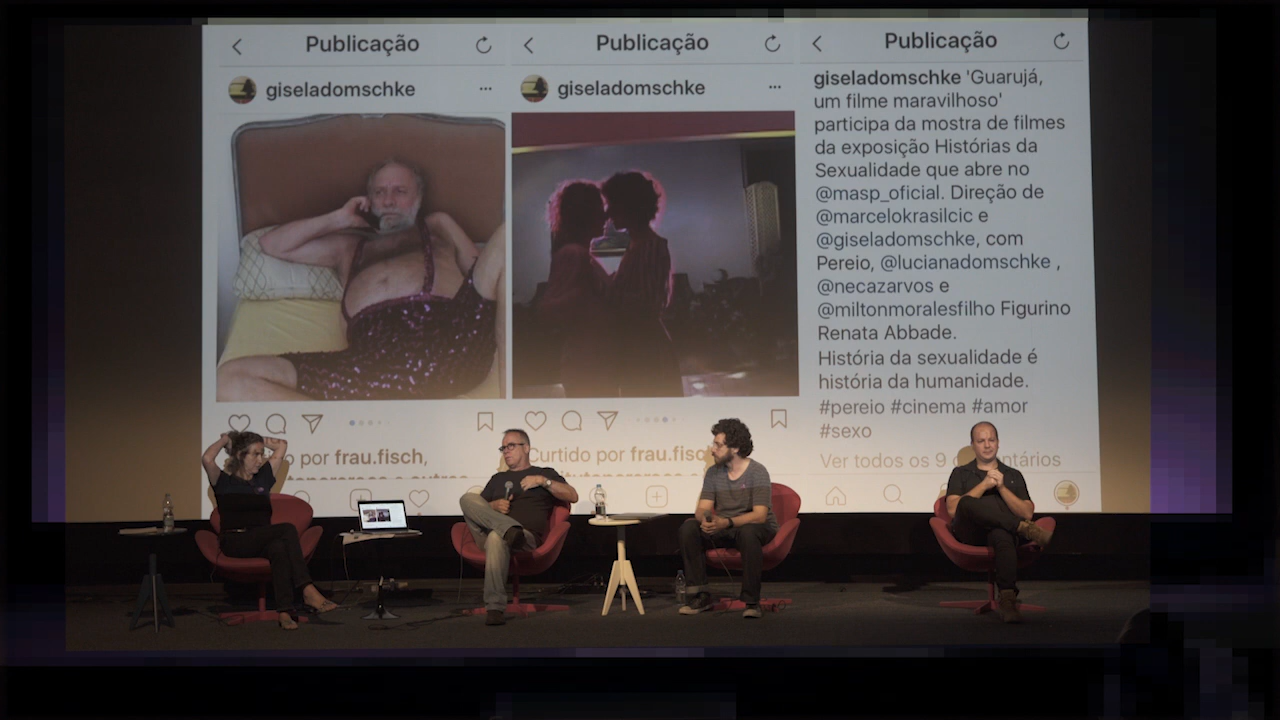 Publicação
giseladomschke
por frau.fisch,
Publicação
giseladomschke
Curtido por frau.fisc
Publicação
giseladomschke 'Guarujá,
um filme maravilhoso'
participa da mostra de filmes
da exposição Histórias da
Sexualidade que abre no
@masp_oficial. Direção de
@marcelokrasilcic e
@giseladomschke, com
Pereio, @lucianadomschke ,
@necazarvos e
@miltonmoralesfilho Figurino
Renata Abbade.
História da sexualidade é
história da humanidade.
#pereio #cinema #amor
#sexo
Ver todos os 9 entários